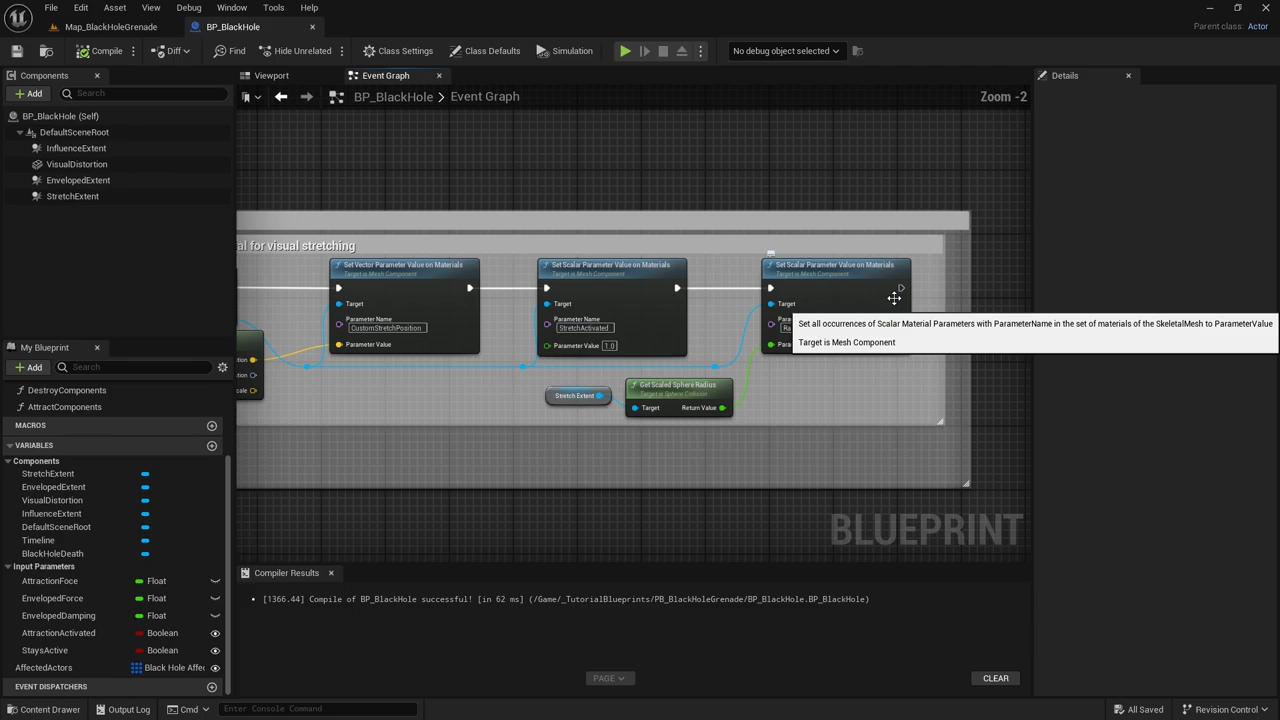 File Edit Asset View Debug Window Tools Help
Map_BlackHoleGrenade
BP_BlackHole
Parent class: Actor
Compile
Diff
Find
Hide Unrelated
Class Settings
Class Defaults
Simulation
No debug object selected
Components
Viewport
Event Graph
Details
Add
Search
BP_BlackHole > Event Graph
Zoom -2
BP_BlackHole (Self)
DefaultSceneRoot
InfluenceExtent
VisualDistortion
EnvelopedExtent
StretchExtent
al for visual stretching
Set Vector Parameter Value on Materials
Target is Mesh Component
Target
Parameter Name
CustomStretchPosition
Parameter Value
Set Scalar Parameter Value on Materials
Target is Mesh Component
Target
Parameter Name
StretchActivated
Parameter Value 1.0
Set Scalar Parameter Value on Materials
Target is Mesh Component
Target
Set all occurrences of Scalar Material Parameters with ParameterName in the set of materials of the SkeletalMesh to ParameterValue
Target is Mesh Component
Stretch Extent
Get Scaled Sphere Radius
Target is Sphere Collision
Target
Return Value
BLUEPRINT
My Blueprint
Add
Search
DestroyComponents
AttractComponents
MACROS
VARIABLES
Components
StretchExtent
EnvelopedExtent
VisualDistortion
InfluenceExtent
DefaultSceneRoot
Timeline
BlackHoleDeath
Input Parameters
AttractionFoce Float
EnvelopedForce Float
EnvelopedDamping Float
AttractionActivated Boolean
StaysActive Boolean
AffectedActors Black Hole Affec
EVENT DISPATCHERS
Compiler Results
[1366.44] Compile of BP_BlackHole successful! [in 62 ms] (/Game/_TutorialBlueprints/PB_BlackHoleGrenade/BP_BlackHole.BP_BlackHole)
PAGE
CLEAR
Content Drawer
Output Log
Cmd
Enter Console Command
All Saved
Revision Control